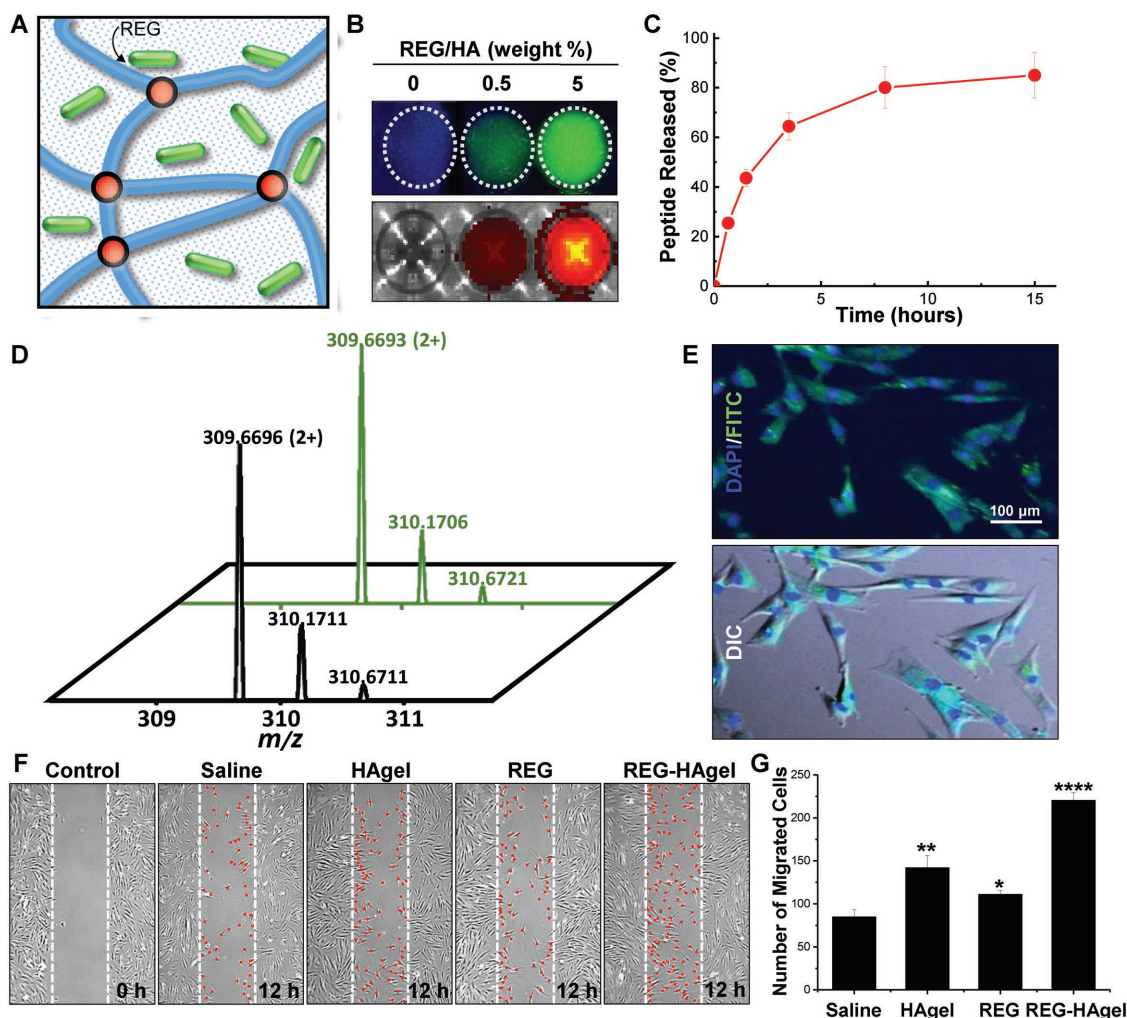 A
REG
B
REG/HA (weight %)
0 0.5 5
C
Peptide Released (%)
100
80
60
40
20
0
0 5 10 15
Time (hours)
D
309.6693 (2+)
309.6696 (2+)
310.1706
310.6721
310.1711
310.6711
309 310 311
m/z
E
DAPI/FITC
100 µm
DIC
F
Control Saline HAgel REG REG-HAgel
0 h 12 h 12 h 12 h 12 h
G
Number of Migrated Cells
250
200
150
100
50
0
**
*
****
Saline HAgel REG REG-HAgel